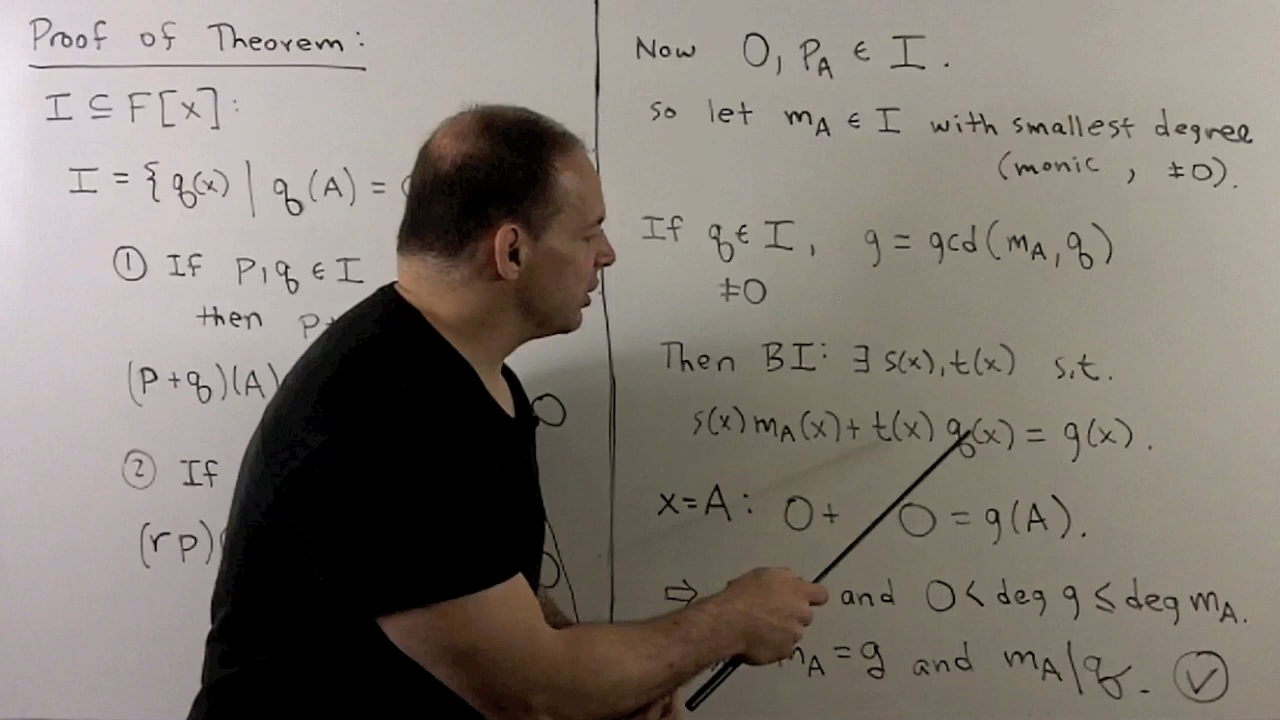 Proof of Theorem:
I ⊆ F[x]:
I = { q(x) | q(A) =
① If p, q ∈ I
then p+
(p+q)(A)
② If
(rp)
Now 0, p_A ∈ I.
so let m_A ∈ I with smallest degree
(monic, ≠0).
If q ∈ I, g = gcd(m_A, q)
≠0
Then BI: ∃ s(x), t(x) s.t.
s(x) m_A(x) + t(x) q(x) = g(x).
x=A: 0 + 0 = g(A).
⇨ and 0 < deg g ≤ deg m_A.
m_A = g and m_A | q. ✓